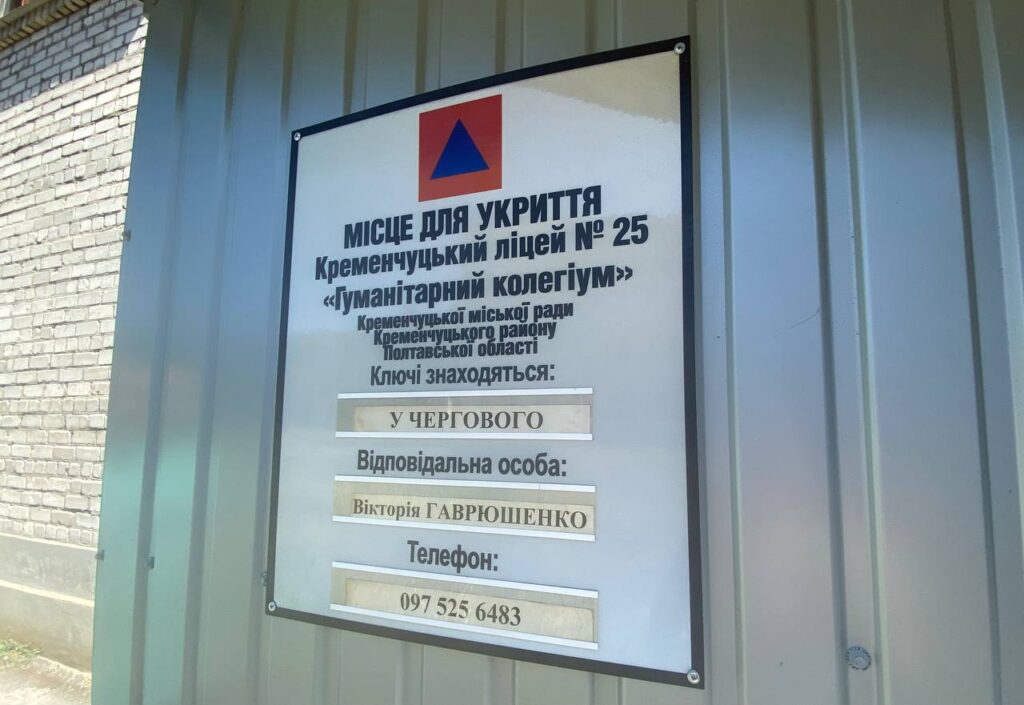 МІСЦЕ ДЛЯ УКРИТТЯ
Кременчуцький ліцей № 25
«Гуманітарний колегіум»
Кременчуцької міської ради
Кременчуцького району
Полтавської області
Ключі знаходяться:
У ЧЕРГОВОГО
Відповідальна особа:
Вікторія ГАВРЮШЕНКО
Телефон:
097 525 6483